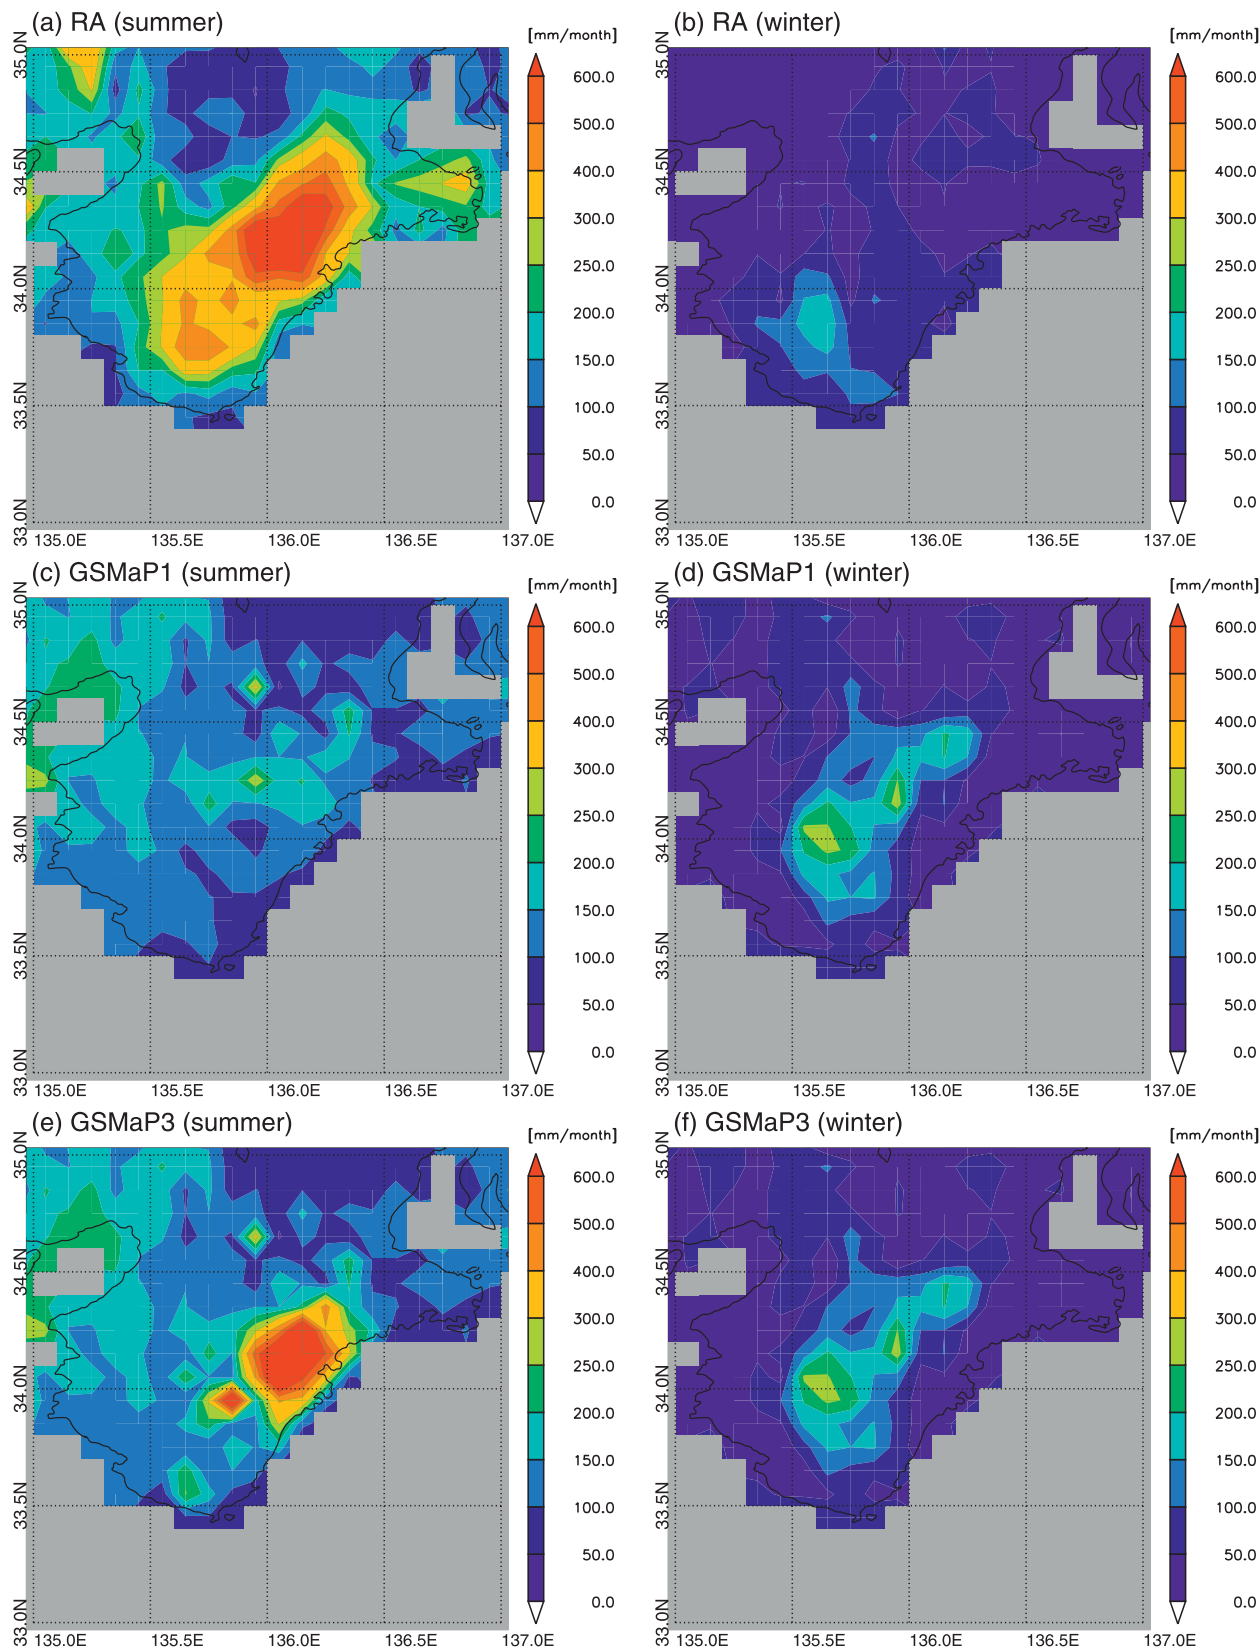 (a) RA (summer)
[mm/month]
35.0N
34.5N
34.0N
33.5N
33.0N
135.0E 135.5E 136.0E 136.5E 137.0E
600.0
500.0
400.0
300.0
250.0
200.0
150.0
100.0
50.0
0.0
(b) RA (winter)
[mm/month]
35.0N
34.5N
34.0N
33.5N
33.0N
135.0E 135.5E 136.0E 136.5E 137.0E
600.0
500.0
400.0
300.0
250.0
200.0
150.0
100.0
50.0
0.0
(c) GSMaP1 (summer)
[mm/month]
35.0N
34.5N
34.0N
33.5N
33.0N
135.0E 135.5E 136.0E 136.5E 137.0E
600.0
500.0
400.0
300.0
250.0
200.0
150.0
100.0
50.0
0.0
(d) GSMaP1 (winter)
[mm/month]
35.0N
34.5N
34.0N
33.5N
33.0N
135.0E 135.5E 136.0E 136.5E 137.0E
600.0
500.0
400.0
300.0
250.0
200.0
150.0
100.0
50.0
0.0
(e) GSMaP3 (summer)
[mm/month]
35.0N
34.5N
34.0N
33.5N
33.0N
135.0E 135.5E 136.0E 136.5E 137.0E
600.0
500.0
400.0
300.0
250.0
200.0
150.0
100.0
50.0
0.0
(f) GSMaP3 (winter)
[mm/month]
35.0N
34.5N
34.0N
33.5N
33.0N
135.0E 135.5E 136.0E 136.5E 137.0E
600.0
500.0
400.0
300.0
250.0
200.0
150.0
100.0
50.0
0.0